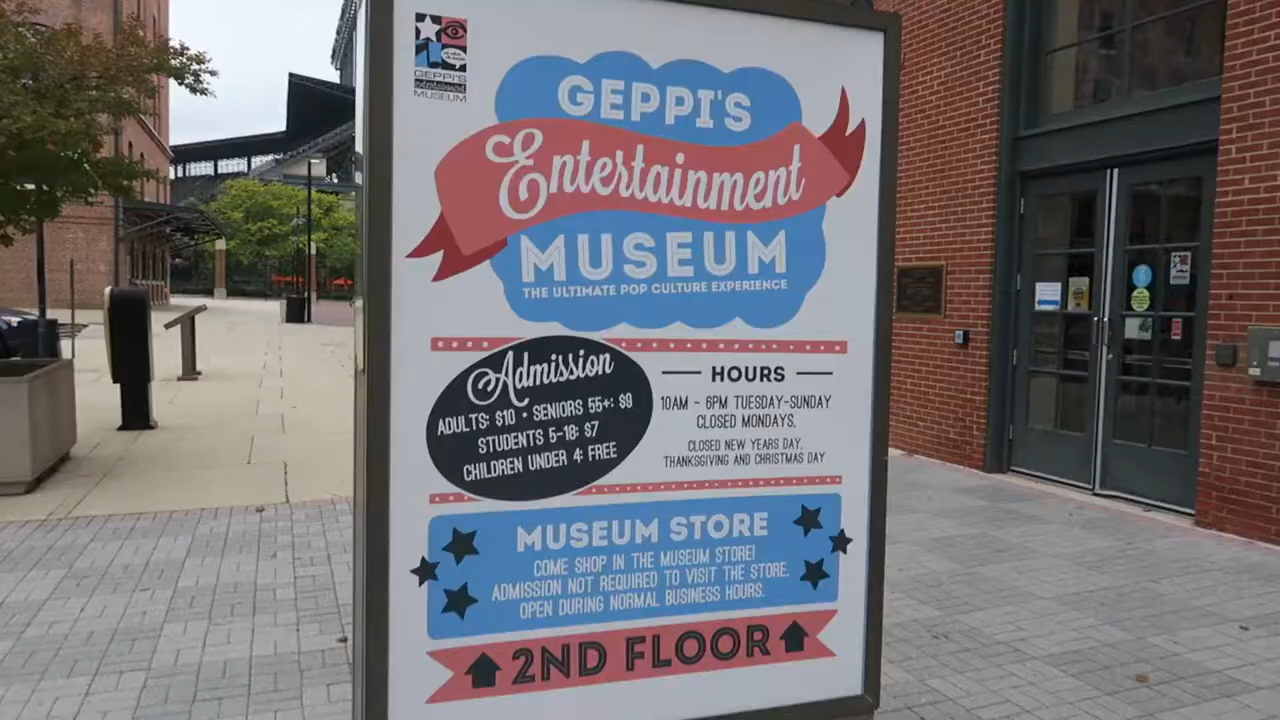 GEPPI'S
entertainment
MUSEUM
GEPPI'S
Entertainment
MUSEUM
THE ULTIMATE POP CULTURE EXPERIENCE
Admission
ADULTS: $10 • SENIORS 55+: $9
STUDENTS 5-18: $7
CHILDREN UNDER 4: FREE
HOURS
10AM - 6PM TUESDAY-SUNDAY
CLOSED MONDAYS.
CLOSED NEW YEARS DAY,
THANKSGIVING AND CHRISTMAS DAY
MUSEUM STORE
COME SHOP IN THE MUSEUM STORE!
ADMISSION NOT REQUIRED TO VISIT THE STORE.
OPEN DURING NORMAL BUSINESS HOURS.
2ND FLOOR